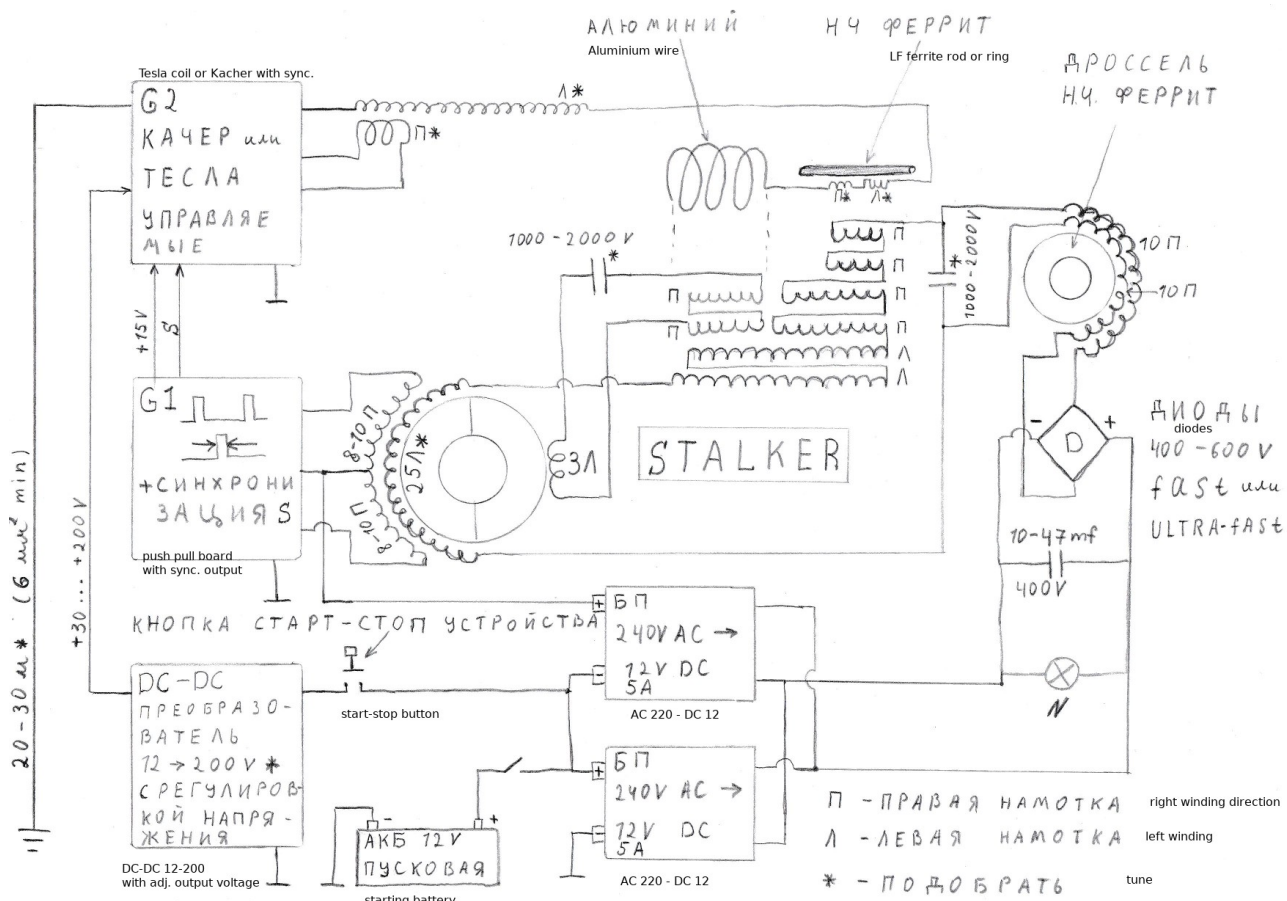 АЛЮМИНИЙ
Aluminium wire
НЧ ФЕРРИТ
LF ferrite rod or ring
ДРОССЕЛЬ
Н.Ч. ФЕРРИТ
Tesla coil or Kacher with sync.
G2
КАЧЕР или
ТЕСЛА
УПРАВЛЯЕ
МЫЕ
Л*
П*
П* Л*
1000-2000V
*
1000-2000V
*
П
П
П
П
П
П
Л
Л
10П
10П
+15V
S
G1
+СИНХРОНИ
ЗАЦИЯ S
push pull board
with sync. output
8-10П
8-10П
25Л*
3Л
STALKER
- D +
ДИОДЫ
diodes
400-600V
fASt или
ULTRA-fASt
10-47mf
400V
N
20-30м* (6мм² min)
+30....+200V
КНОПКА СТАРТ-СТОП УСТРОЙСТВА
start-stop button
+ БП
240V AC →
- 12V DC
5A
AC 220 - DC 12
+ БП
240V AC →
- 12V DC
5A
AC 220 - DC 12
DC-DC
ПРЕОБРАЗО-
ВАТЕЛЬ
12→200V *
С РЕГУЛИРОВ-
КОЙ НАПРЯ-
ЖЕНИЯ
DC-DC 12-200
with adj. output voltage
- +
АКБ 12V
ПУСКОВАЯ
starting battery
П -ПРАВАЯ НАМОТКА
right winding direction
Л -ЛЕВАЯ НАМОТКА
left winding
* -ПОДОБРАТЬ
tune